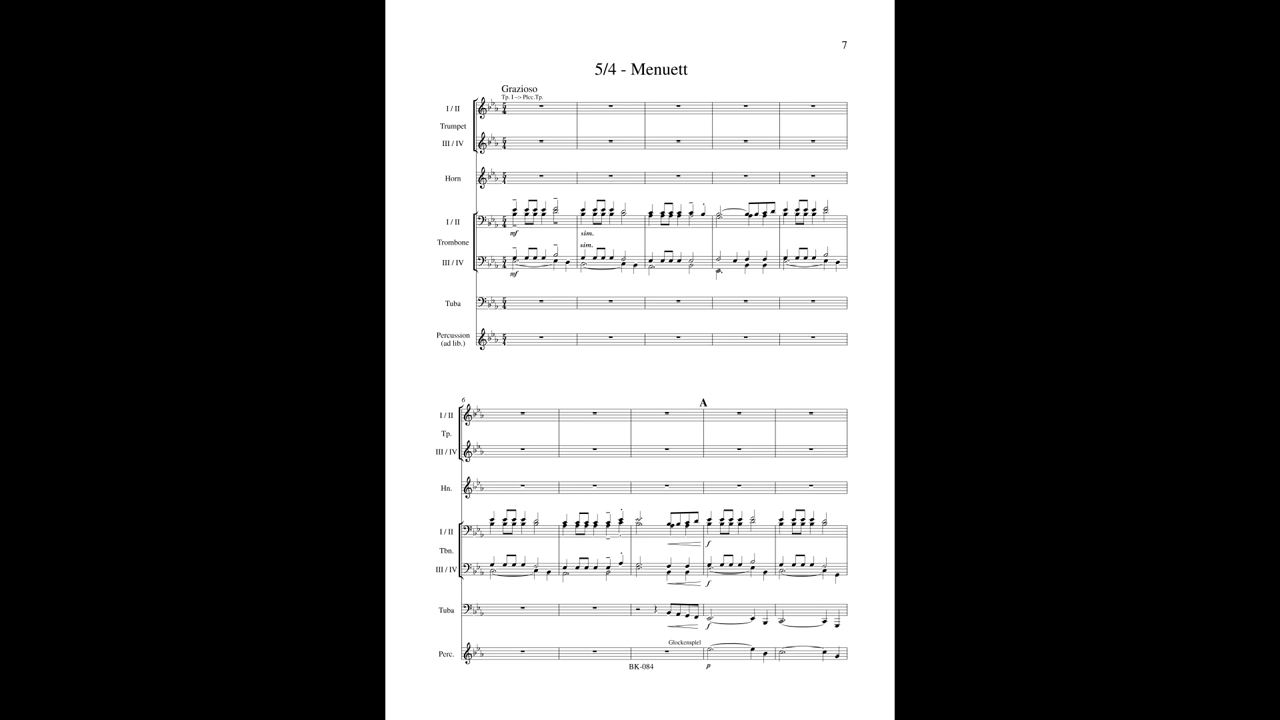 7
5/4 - Menuett
Grazioso
Tp. I -> Picc.Tp.
I / II
Trumpet
III / IV
Horn
I / II
mf
sim.
Trombone
sim.
III / IV
mf
Tuba
Percussion
(ad lib.)
6
A
I / II
Tp.
III / IV
Hn.
I / II
f
Tbn.
III / IV
f
Tuba
f
Glockenspiel
Perc.
p
BK-084